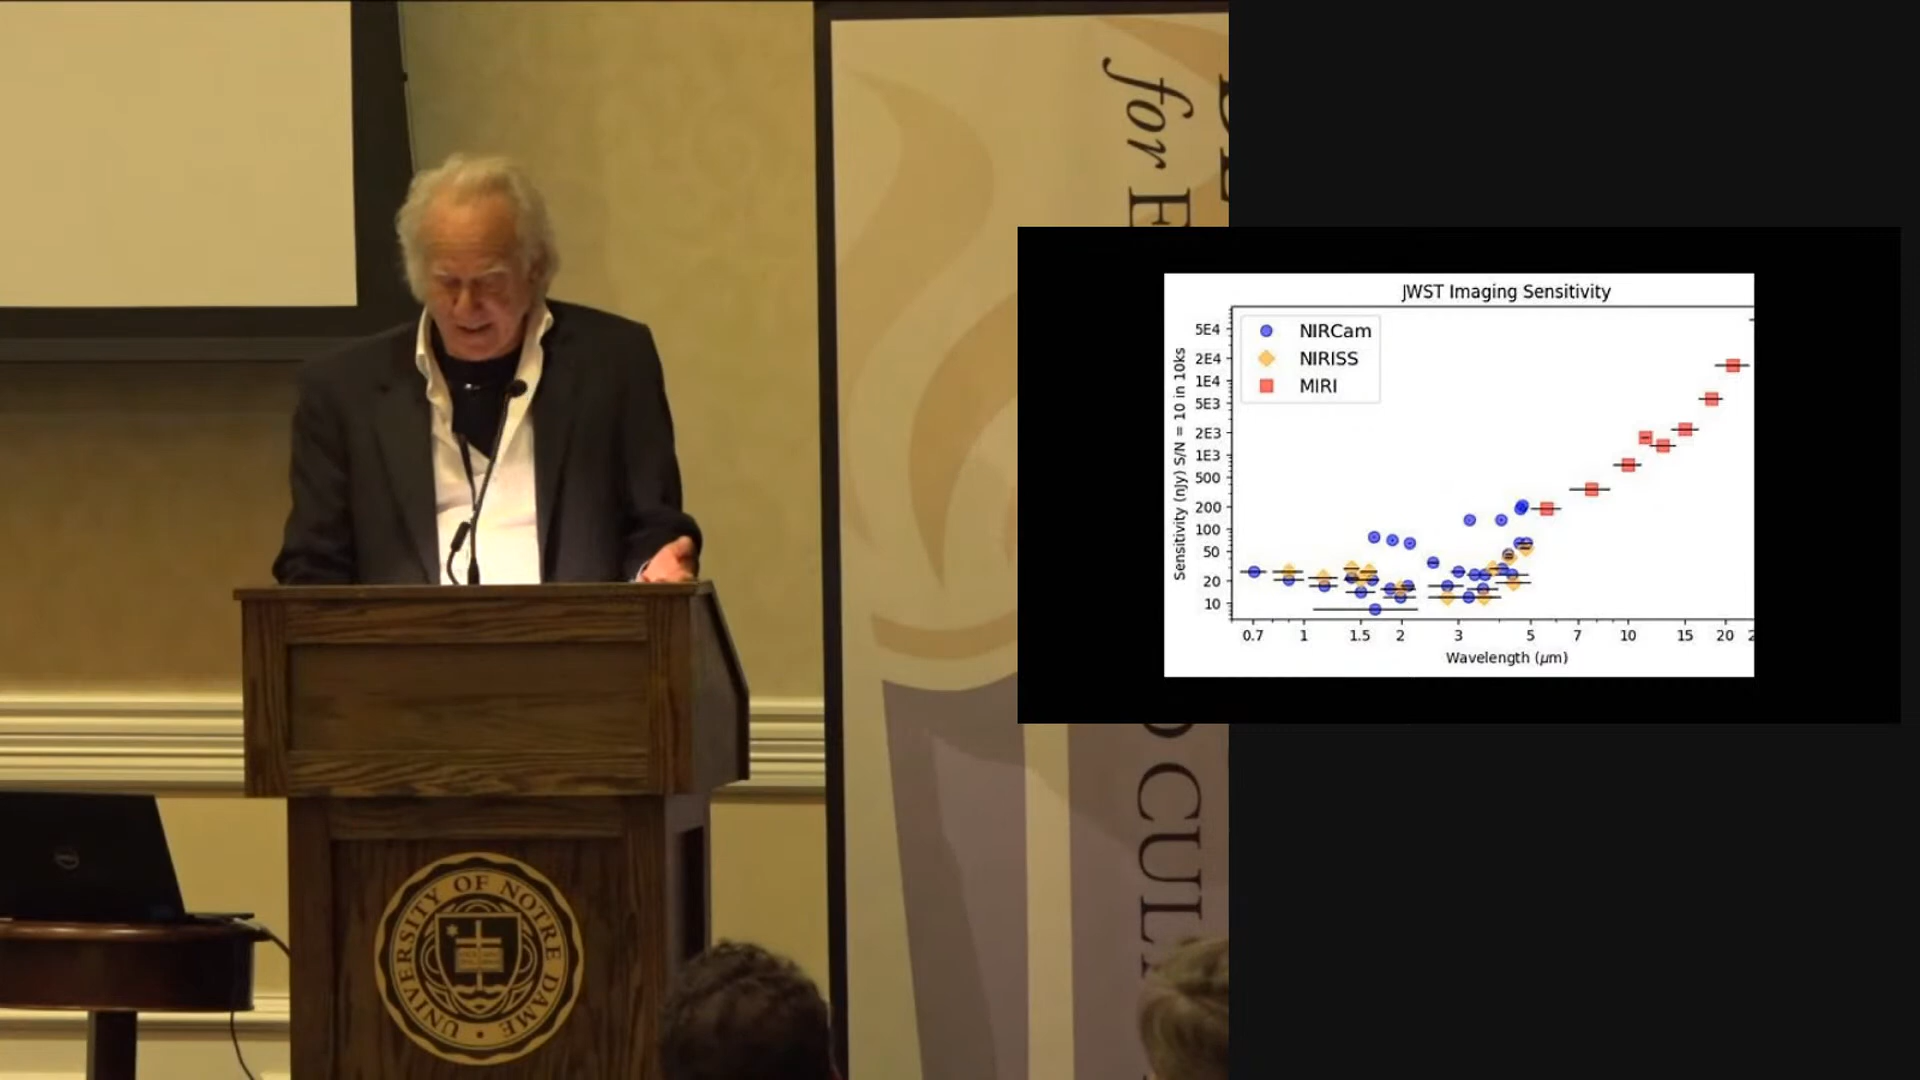 for E
CUL
UNIVERSITY OF NOTRE DAME
DELL
JWST Imaging Sensitivity
NIRCam
NIRISS
MIRI
Sensitivity (nJy) S/N = 10 in 10ks
5E4
2E4
1E4
5E3
2E3
1E3
500
200
100
50
20
10
0.7 1 1.5 2 3 5 7 10 15 20
Wavelength (μm)